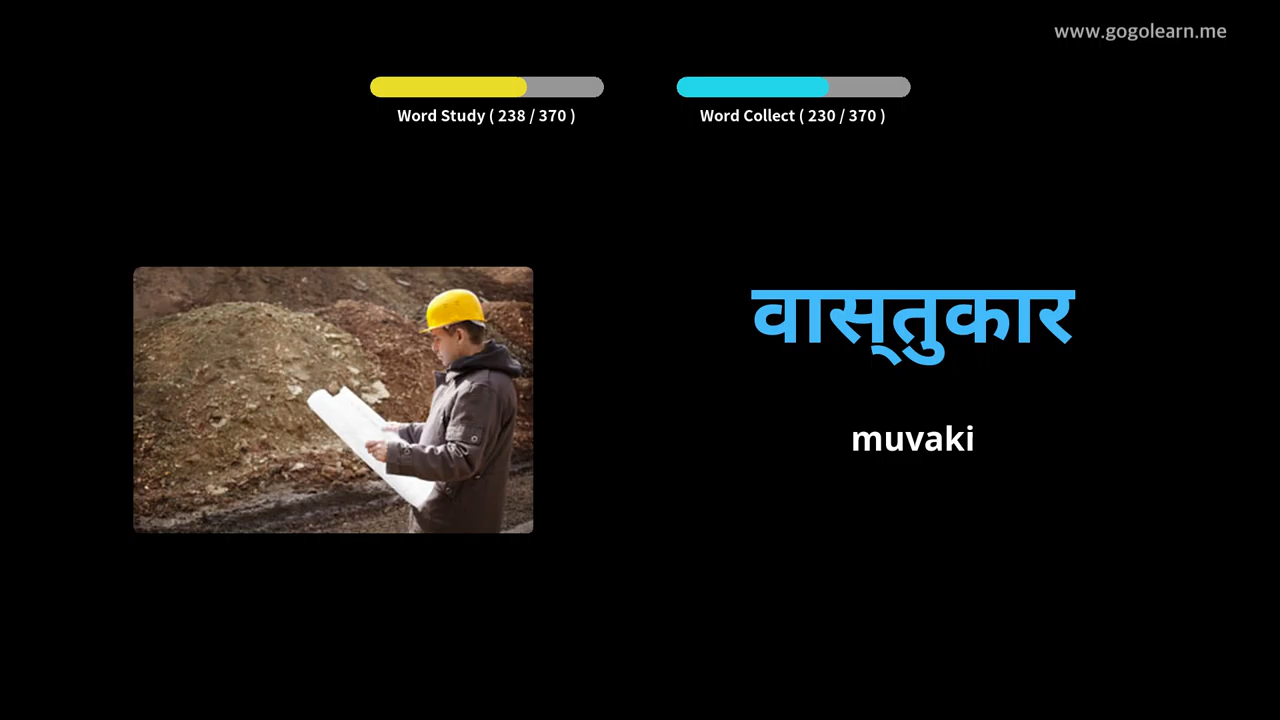 www.gogolearn.me
Word Study ( 238 / 370 )
Word Collect ( 230 / 370 )
वास्‌तुकार
muvaki